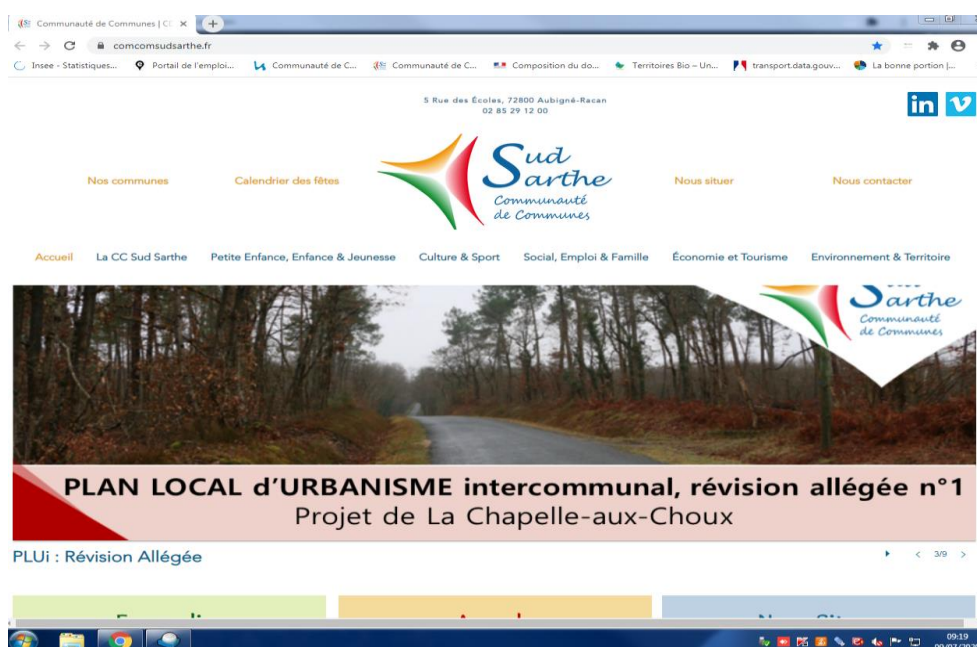 Communauté de Communes | C
comcomsudsarthe.fr
Insee - Statistiques... Portail de l'emploi... Communauté de C... Communauté de C... Composition du do... Territoires Bio – Un... transport.data.gouv... La bonne portion |...
5 Rue des Écoles, 72800 Aubigné-Racan
02 85 29 12 00
in v
Sud
Sarthe
Communauté
de Communes
Nos communes Calendrier des fêtes Nous situer Nous contacter
Accueil La CC Sud Sarthe Petite Enfance, Enfance & Jeunesse Culture & Sport Social, Emploi & Famille Économie et Tourisme Environnement & Territoire
Sarthe
Communauté
de Communes
PLAN LOCAL d'URBANISME intercommunal, révision allégée n°1
Projet de La Chapelle-aux-Choux
PLUi : Révision Allégée
3/9
09:19